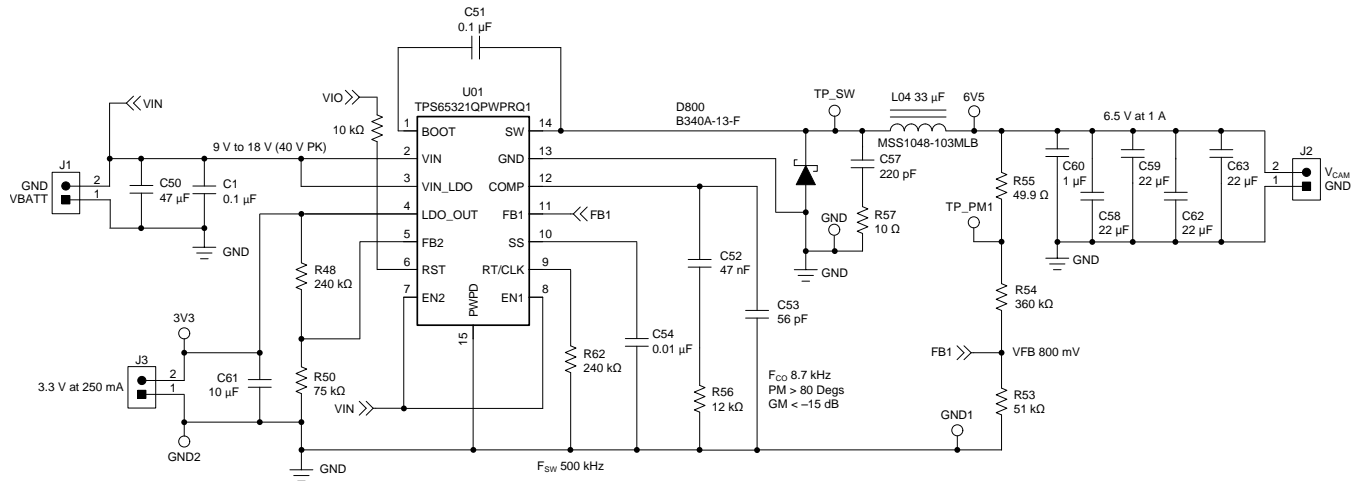 C51
0.1 µF
VIN
VIO
10 kΩ
U01
TPS65321QPWPRQ1
1 BOOT
2 VIN
3 VIN_LDO
4 LDO_OUT
5 FB2
6 RST
7 EN2
SW 14
GND 13
COMP 12
FB1 11
SS 10
RT/CLK 9
EN1 8
PWPD
15
9 V to 18 V (40 V PK)
J1
GND 2
VBATT 1
C50
47 µF
C1
0.1 µF
GND
R48
240 kΩ
3V3
J3
3.3 V at 250 mA
2
1
C61
10 µF
R50
75 kΩ
VIN
GND2
GND
FSW 500 kHz
FB1
R62
240 kΩ
C54
0.01 µF
C52
47 nF
R56
12 kΩ
C53
56 pF
FCO 8.7 kHz
PM > 80 Degs
GM < –15 dB
D800
B340A-13-F
TP_SW
C57
220 pF
R57
10 Ω
GND
GND
L04 33 µF
MSS1048-103MLB
6V5
6.5 V at 1 A
R55
49.9 Ω
TP_PM1
R54
360 kΩ
FB1
VFB 800 mV
R53
51 kΩ
GND1
C60
1 µF
C58
22 µF
C59
22 µF
C62
22 µF
C63
22 µF
J2
2 VCAM
1 GND